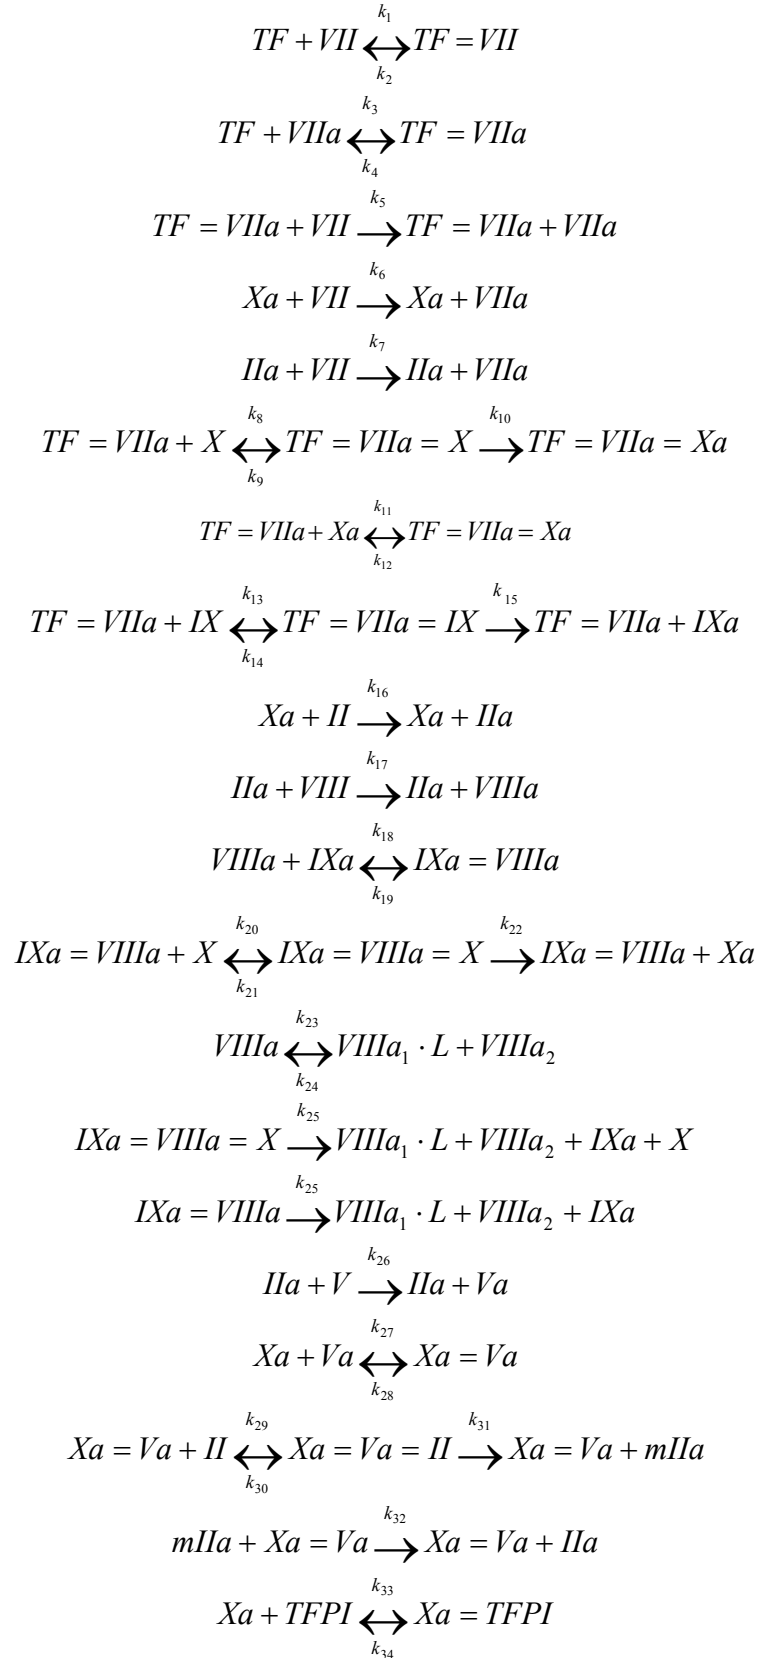 k₁
TF + VII ⟷ TF = VII
k₂
k₃
TF + VIIa ⟷ TF = VIIa
k₄
k₅
TF = VIIa + VII ⟶ TF = VIIa + VIIa
k₆
Xa + VII ⟶ Xa + VIIa
k₇
IIa + VII ⟶ IIa + VIIa
k₈ k₁₀
TF = VIIa + X ⟷ TF = VIIa = X ⟶ TF = VIIa = Xa
k₉
k₁₁
TF = VIIa + Xa ⟷ TF = VIIa = Xa
k₁₂
k₁₃ k₁₅
TF = VIIa + IX ⟷ TF = VIIa = IX ⟶ TF = VIIa + IXa
k₁₄
k₁₆
Xa + II ⟶ Xa + IIa
k₁₇
IIa + VIII ⟶ IIa + VIIIa
k₁₈
VIIIa + IXa ⟷ IXa = VIIIa
k₁₉
k₂₀ k₂₂
IXa = VIIIa + X ⟷ IXa = VIIIa = X ⟶ IXa = VIIIa + Xa
k₂₁
k₂₃
VIIIa ⟷ VIIIa₁ · L + VIIIa₂
k₂₄
k₂₅
IXa = VIIIa = X ⟶ VIIIa₁ · L + VIIIa₂ + IXa + X
k₂₅
IXa = VIIIa ⟶ VIIIa₁ · L + VIIIa₂ + IXa
k₂₆
IIa + V ⟶ IIa + Va
k₂₇
Xa + Va ⟷ Xa = Va
k₂₈
k₂₉ k₃₁
Xa = Va + II ⟷ Xa = Va = II ⟶ Xa = Va + mIIa
k₃₀
k₃₂
mIIa + Xa = Va ⟶ Xa = Va + IIa
k₃₃
Xa + TFPI ⟷ Xa = TFPI
k₃₄